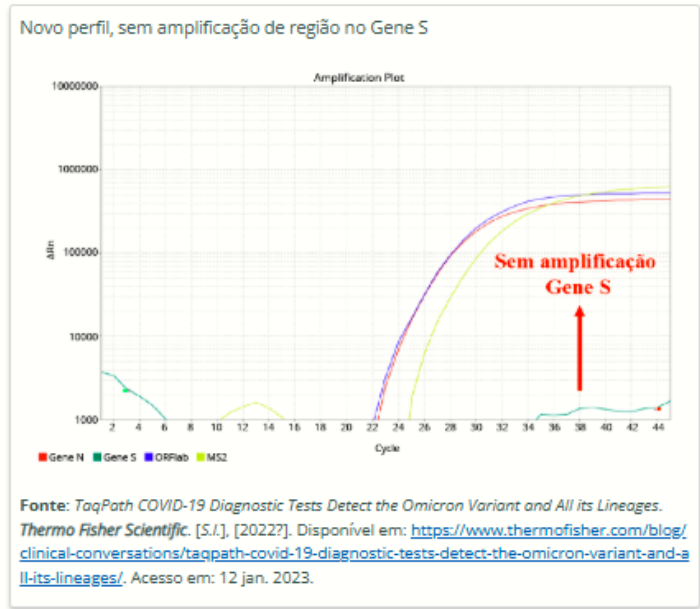 Novo perfil, sem amplificação de região no Gene S
Amplification Plot
10000000
1000000
100000
10000
1000
ΔRn
Sem amplificação
Gene S
2 4 6 8 10 12 14 16 18 20 22 24 26 28 30 32 34 36 38 40 42 44
Cycle
Gene N Gene S ORFlab MS2
Fonte: TaqPath COVID-19 Diagnostic Tests Detect the Omicron Variant and All its Lineages.
Thermo Fisher Scientific. [S.I.], [2022?]. Disponível em: https://www.thermofisher.com/blog/
clinical-conversations/taqpath-covid-19-diagnostic-tests-detect-the-omicron-variant-and-a
ll-its-lineages/. Acesso em: 12 jan. 2023.